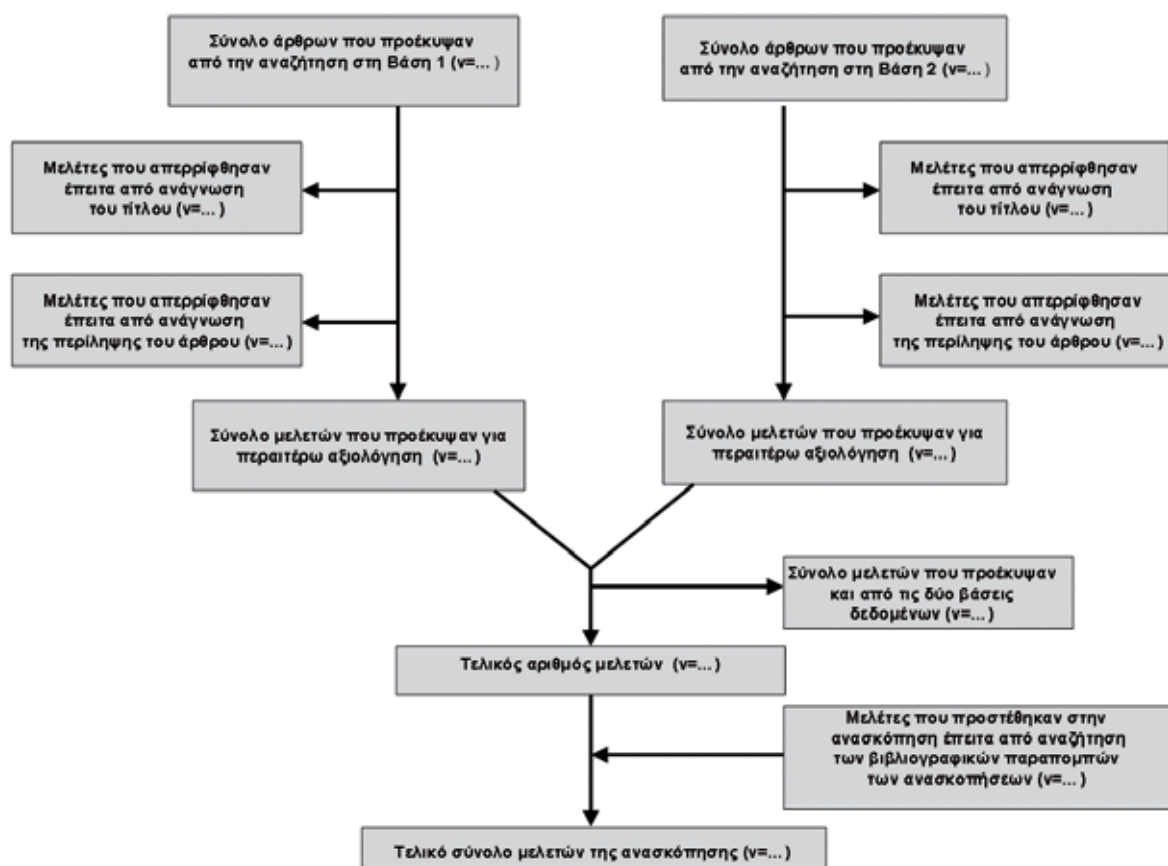 Σύνολο άρθρων που προέκυψαν
από την αναζήτηση στη Βάση 1 (ν=... )
Σύνολο άρθρων που προέκυψαν
από την αναζήτηση στη Βάση 2 (ν=... )
Μελέτες που απερρίφθησαν
έπειτα από ανάγνωση
του τίτλου (ν=... )
Μελέτες που απερρίφθησαν
έπειτα από ανάγνωση
του τίτλου (ν=... )
Μελέτες που απερρίφθησαν
έπειτα από ανάγνωση
της περίληψης του άρθρου (ν=... )
Μελέτες που απερρίφθησαν
έπειτα από ανάγνωση
της περίληψης του άρθρου (ν=... )
Σύνολο μελετών που προέκυψαν για
περαιτέρω αξιολόγηση (ν=... )
Σύνολο μελετών που προέκυψαν για
περαιτέρω αξιολόγηση (ν=... )
Σύνολο μελετών που προέκυψαν
και από τις δύο βάσεις
δεδομένων (ν=... )
Τελικός αριθμός μελετών (ν=... )
Μελέτες που προστέθηκαν στην
ανασκόπηση έπειτα από αναζήτηση
των βιβλιογραφικών παραπομπών
των ανασκοπήσεων (ν=... )
Τελικό σύνολο μελετών της ανασκόπησης (ν=... )